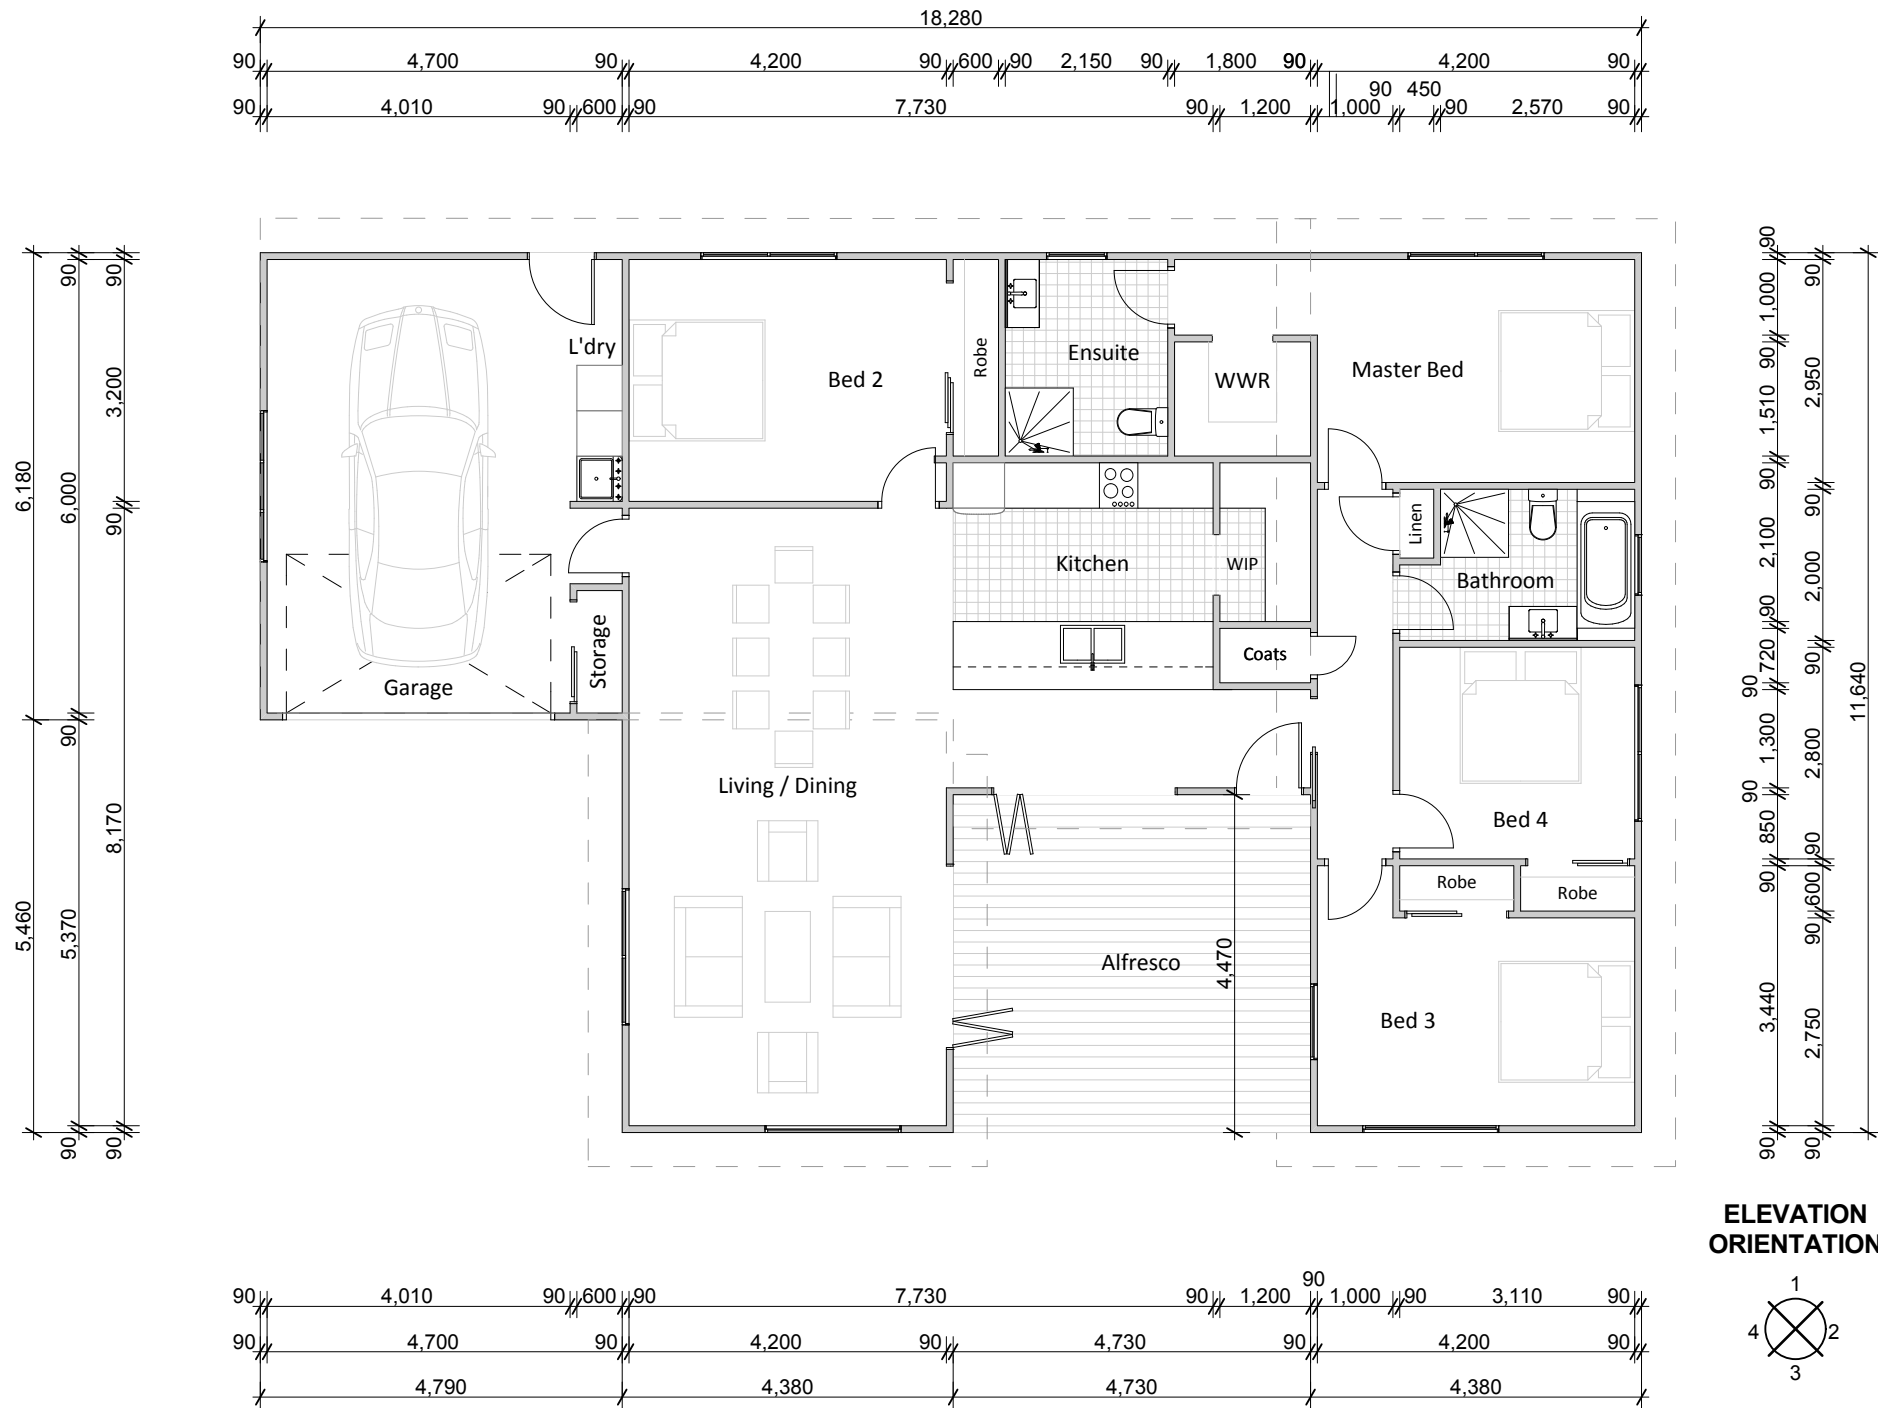 18,280
90 4,700 90 4,200 90 600 90 2,150 90 1,800 90 4,200 90
90 450
90 4,010 90 600 90 7,730 90 1,200 1,000 90 2,570 90
6,180
5,460
90
6,000
90
5,370
90
90
3,200
90
8,170
90
L'dry
Bed 2
Robe
Ensuite
WWR
Master Bed
Linen
Kitchen
WIP
Bathroom
Storage
Coats
Garage
Living / Dining
Bed 4
Robe
Robe
Alfresco
4,470
Bed 3
90
1,000
90
1,510
90
2,100
90
720
90
1,300
90
850
90
3,440
90
90
2,950
90
2,000
90
2,800
90
600
90
2,750
90
11,640
ELEVATION
ORIENTATION
1
4 2
3
90
90 4,010 90 600 90 7,730 90 1,200 1,000 90 3,110 90
90 4,700 90 4,200 90 4,730 90 4,200 90
4,790 4,380 4,730 4,380